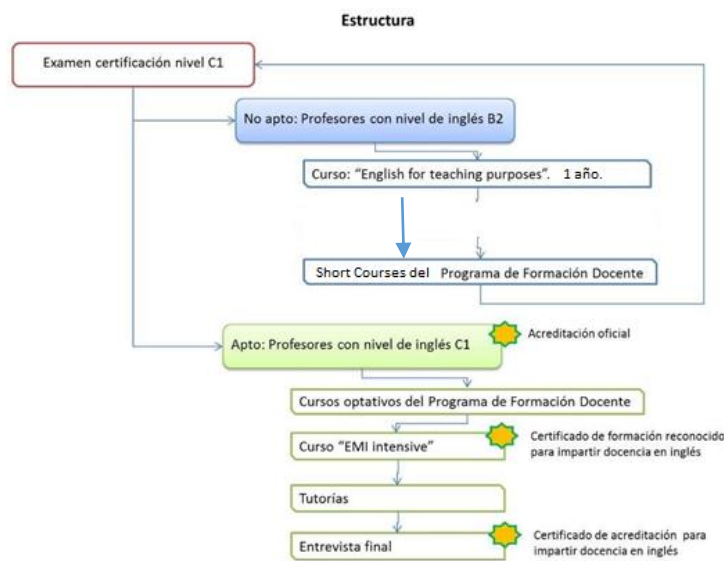 Estructura
Examen certificación nivel C1
No apto: Profesores con nivel de inglés B2
Curso: “English for teaching purposes”. 1 año.
Short Courses del Programa de Formación Docente
Apto: Profesores con nivel de inglés C1
Acreditación oficial
Cursos optativos del Programa de Formación Docente
Curso “EMI intensive”
Certificado de formación reconocido
para impartir docencia en inglés
Tutorías
Entrevista final
Certificado de acreditación para
impartir docencia en inglés